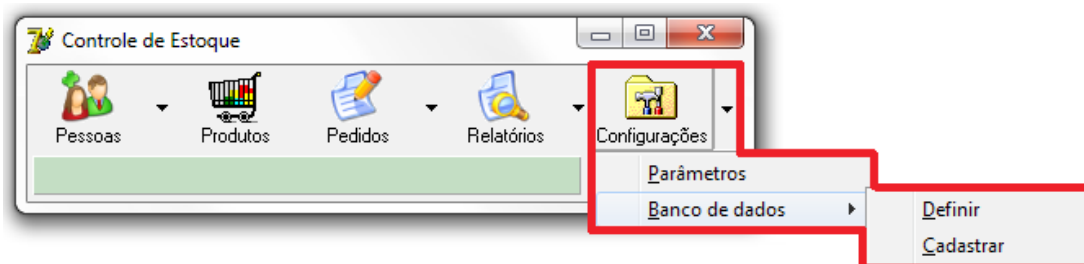 Controle de Estoque
Pessoas
Produtos
Pedidos
Relatórios
Configurações
Parâmetros
Banco de dados
Definir
Cadastrar